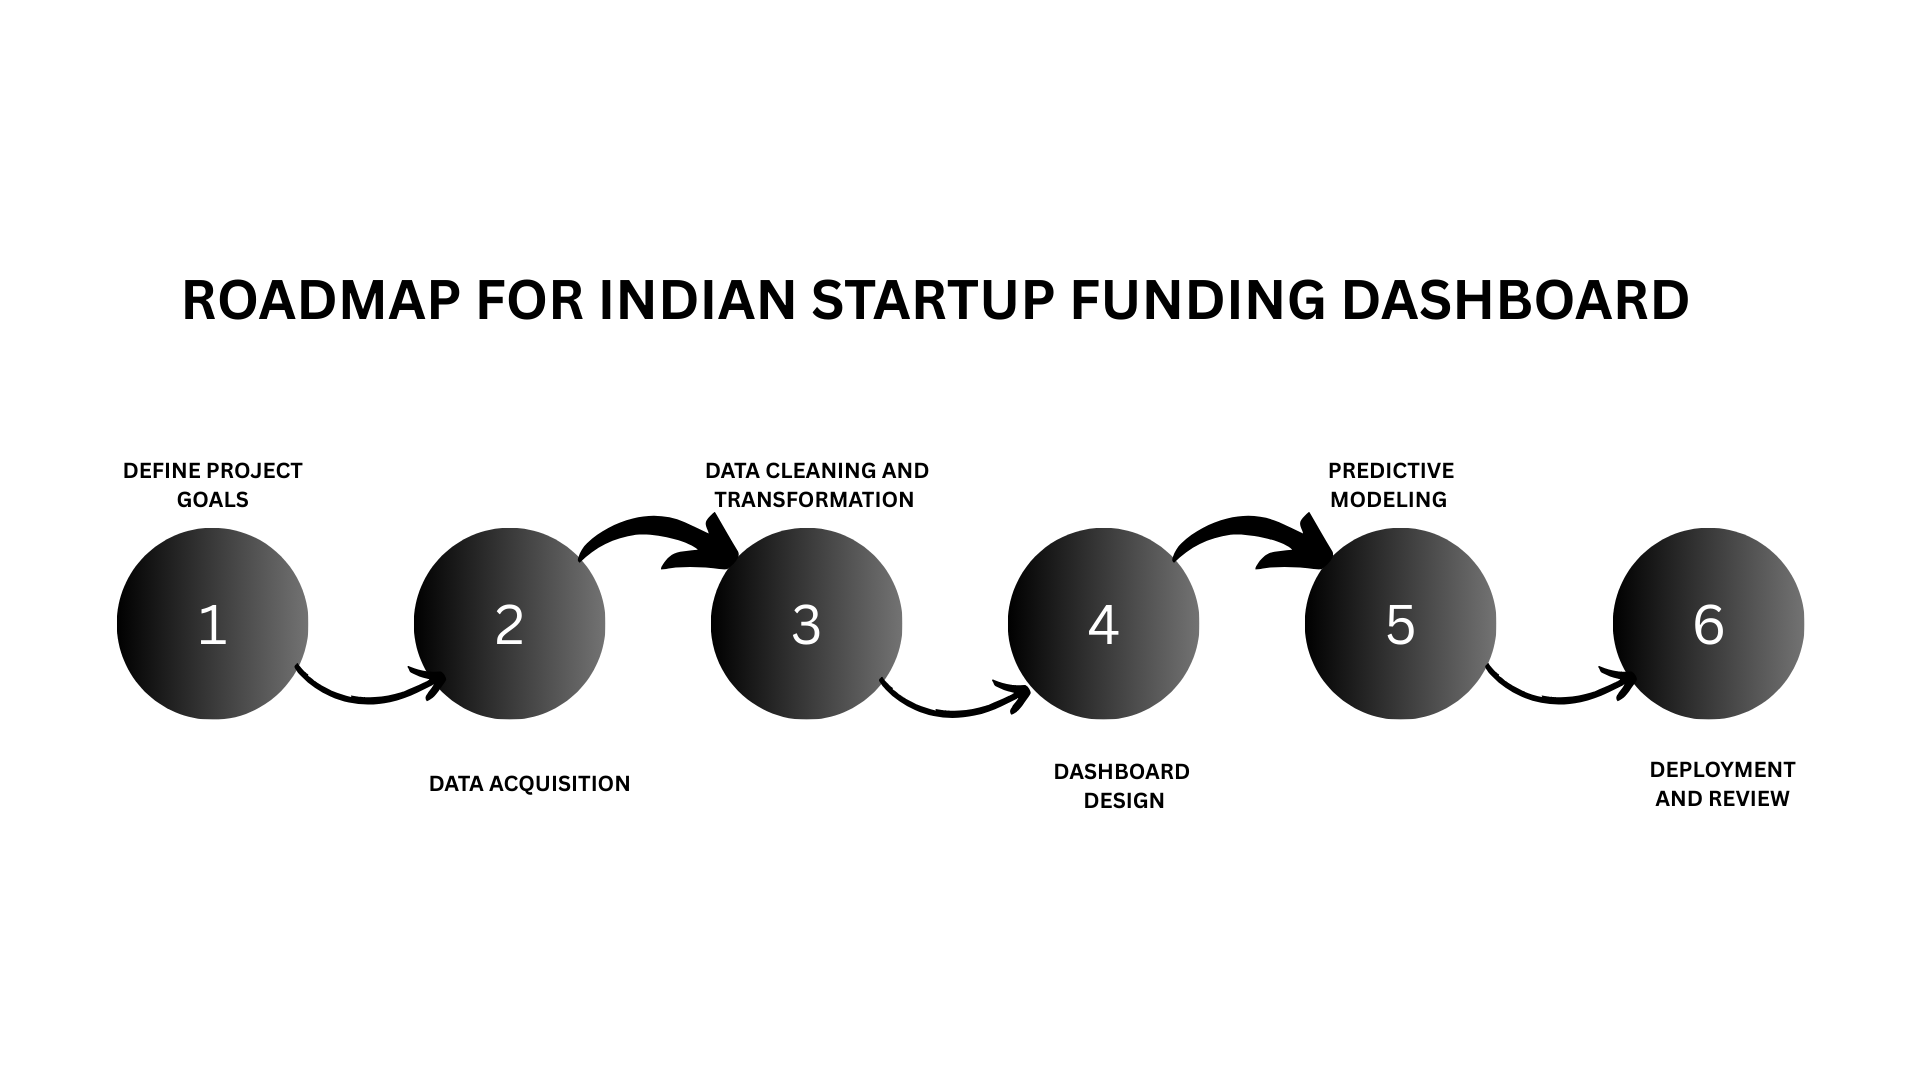 ROADMAP FOR INDIAN STARTUP FUNDING DASHBOARD
DEFINE PROJECT
GOALS
1
2
DATA ACQUISITION
DATA CLEANING AND
TRANSFORMATION
3
4
DASHBOARD
DESIGN
PREDICTIVE
MODELING
5
6
DEPLOYMENT
AND REVIEW